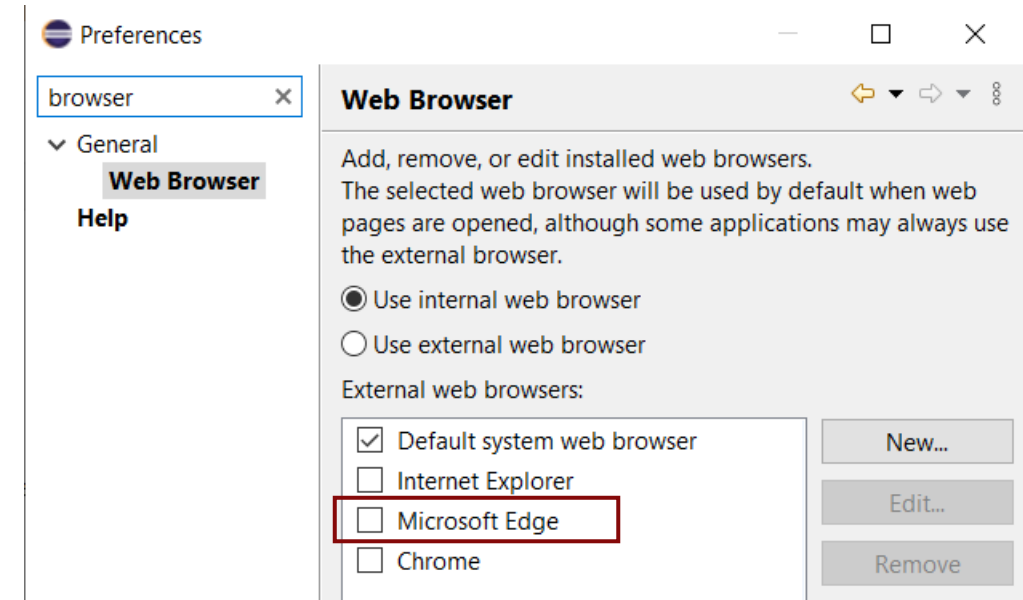 Preferences
browser
General
Web Browser
Help
Web Browser
Add, remove, or edit installed web browsers.
The selected web browser will be used by default when web
pages are opened, although some applications may always use
the external browser.
Use internal web browser
Use external web browser
External web browsers:
Default system web browser
Internet Explorer
Microsoft Edge
Chrome
New...
Edit...
Remove